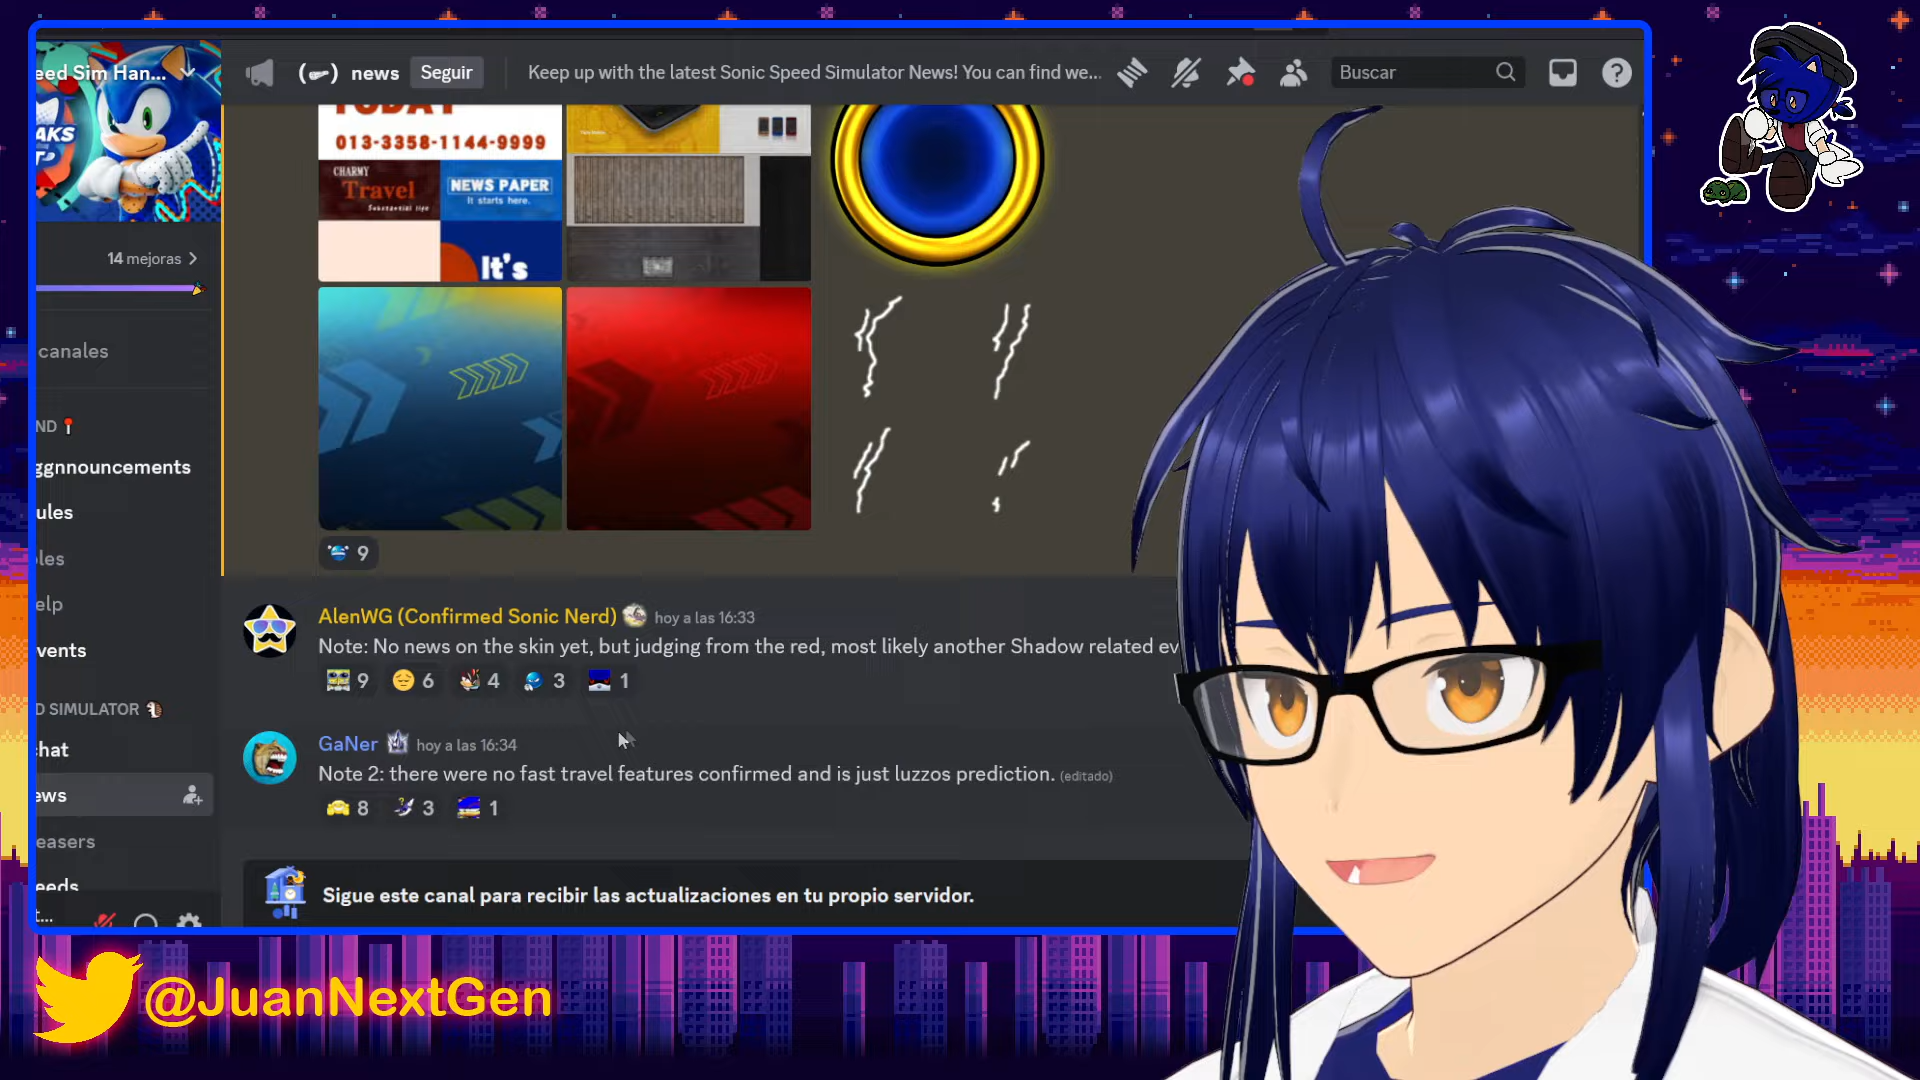 eed Sim Han...
news
Seguir
Keep up with the latest Sonic Speed Simulator News! You can find we...
Buscar
TODAY
013-3358-1144-9999
CHARMY
Travel
Substantial tips
NEWS PAPER
It starts here.
It's
14 mejoras
canales
ND
ggnnouncements
ules
les
elp
vents
D SIMULATOR
hat
ews
easers
eeds
t...
9
AlenWG (Confirmed Sonic Nerd) hoy a las 16:33
Note: No news on the skin yet, but judging from the red, most likely another Shadow related ev
9 6 4 3 1
GaNer hoy a las 16:34
Note 2: there were no fast travel features confirmed and is just luzzos prediction. (editado)
8 3 1
Sigue este canal para recibir las actualizaciones en tu propio servidor.
@JuanNextGen